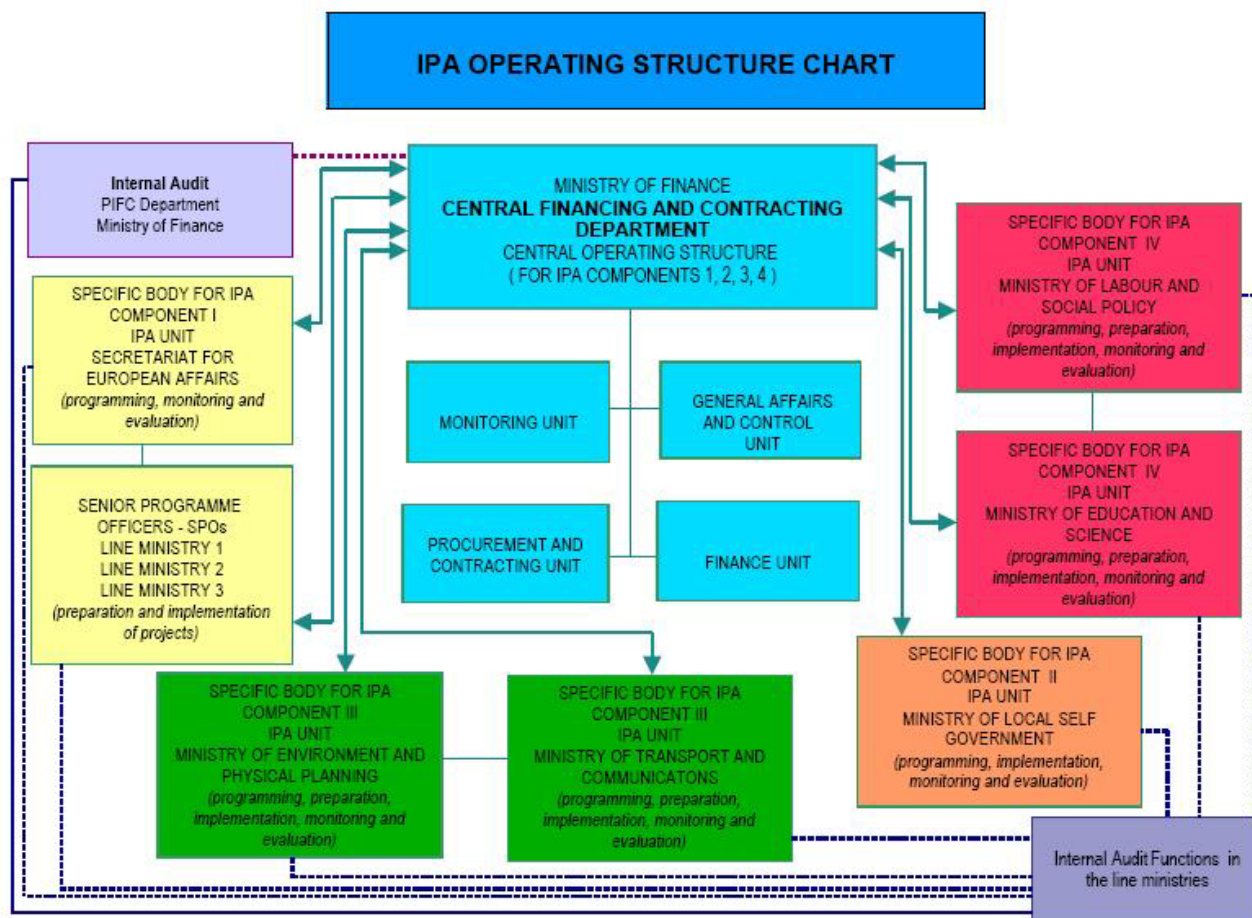 IPA OPERATING STRUCTURE CHART
Internal Audit
PIFC Department
Ministry of Finance
MINISTRY OF FINANCE
CENTRAL FINANCING AND CONTRACTING
DEPARTMENT
CENTRAL OPERATING STRUCTURE
( FOR IPA COMPONENTS 1, 2, 3, 4 )
SPECIFIC BODY FOR IPA
COMPONENT IV
IPA UNIT
MINISTRY OF LABOUR AND
SOCIAL POLICY
(programming, preparation,
implementation, monitoring and
evaluation)
SPECIFIC BODY FOR IPA
COMPONENT I
IPA UNIT
SECRETARIAT FOR
EUROPEAN AFFAIRS
(programming, monitoring and
evaluation)
MONITORING UNIT
GENERAL AFFAIRS
AND CONTROL
UNIT
SPECIFIC BODY FOR IPA
COMPONENT IV
IPA UNIT
MINISTRY OF EDUCATION AND
SCIENCE
(programming, preparation,
implementation, monitoring and
evaluation)
SENIOR PROGRAMME
OFFICERS - SPOs
LINE MINISTRY 1
LINE MINISTRY 2
LINE MINISTRY 3
(preparation and implementation
of projects)
PROCUREMENT AND
CONTRACTING UNIT
FINANCE UNIT
SPECIFIC BODY FOR IPA
COMPONENT III
IPA UNIT
MINISTRY OF ENVIRONMENT AND
PHYSICAL PLANNING
(programming, preparation,
implementation, monitoring and
evaluation)
SPECIFIC BODY FOR IPA
COMPONENT III
IPA UNIT
MINISTRY OF TRANSPORT AND
COMMUNICATONS
(programming, preparation,
implementation, monitoring and
evaluation)
SPECIFIC BODY FOR IPA
COMPONENT II
IPA UNIT
MINISTRY OF LOCAL SELF
GOVERNMENT
(programming, implementation,
monitoring and evaluation)
Internal Audit Functions in
the line ministries